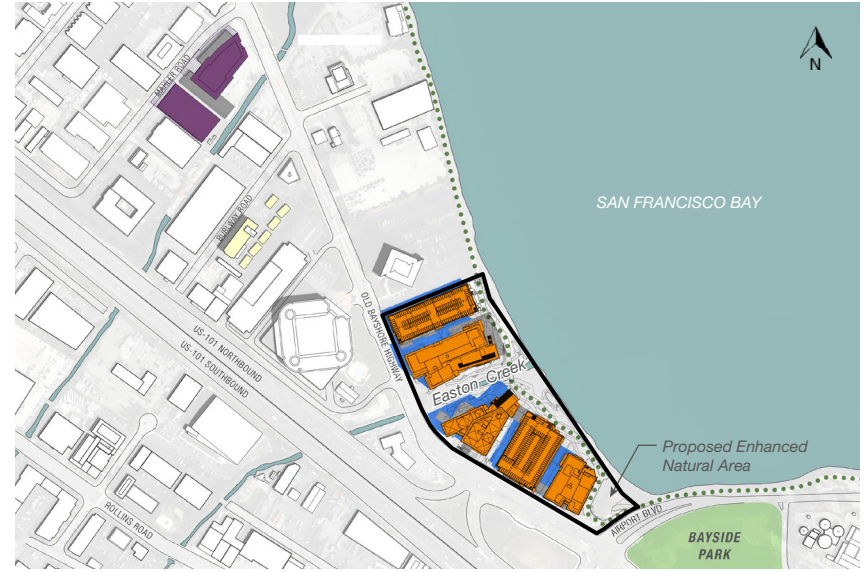 MAHLER ROAD
N
SAN FRANCISCO BAY
BURLWAY ROAD
OLD BAYSHORE HIGHWAY
US-101 NORTHBOUND
US-101 SOUTHBOUND
Easton Creek
Proposed Enhanced
Natural Area
ROLLINS ROAD
AIRPORT BLVD
BAYSIDE
PARK